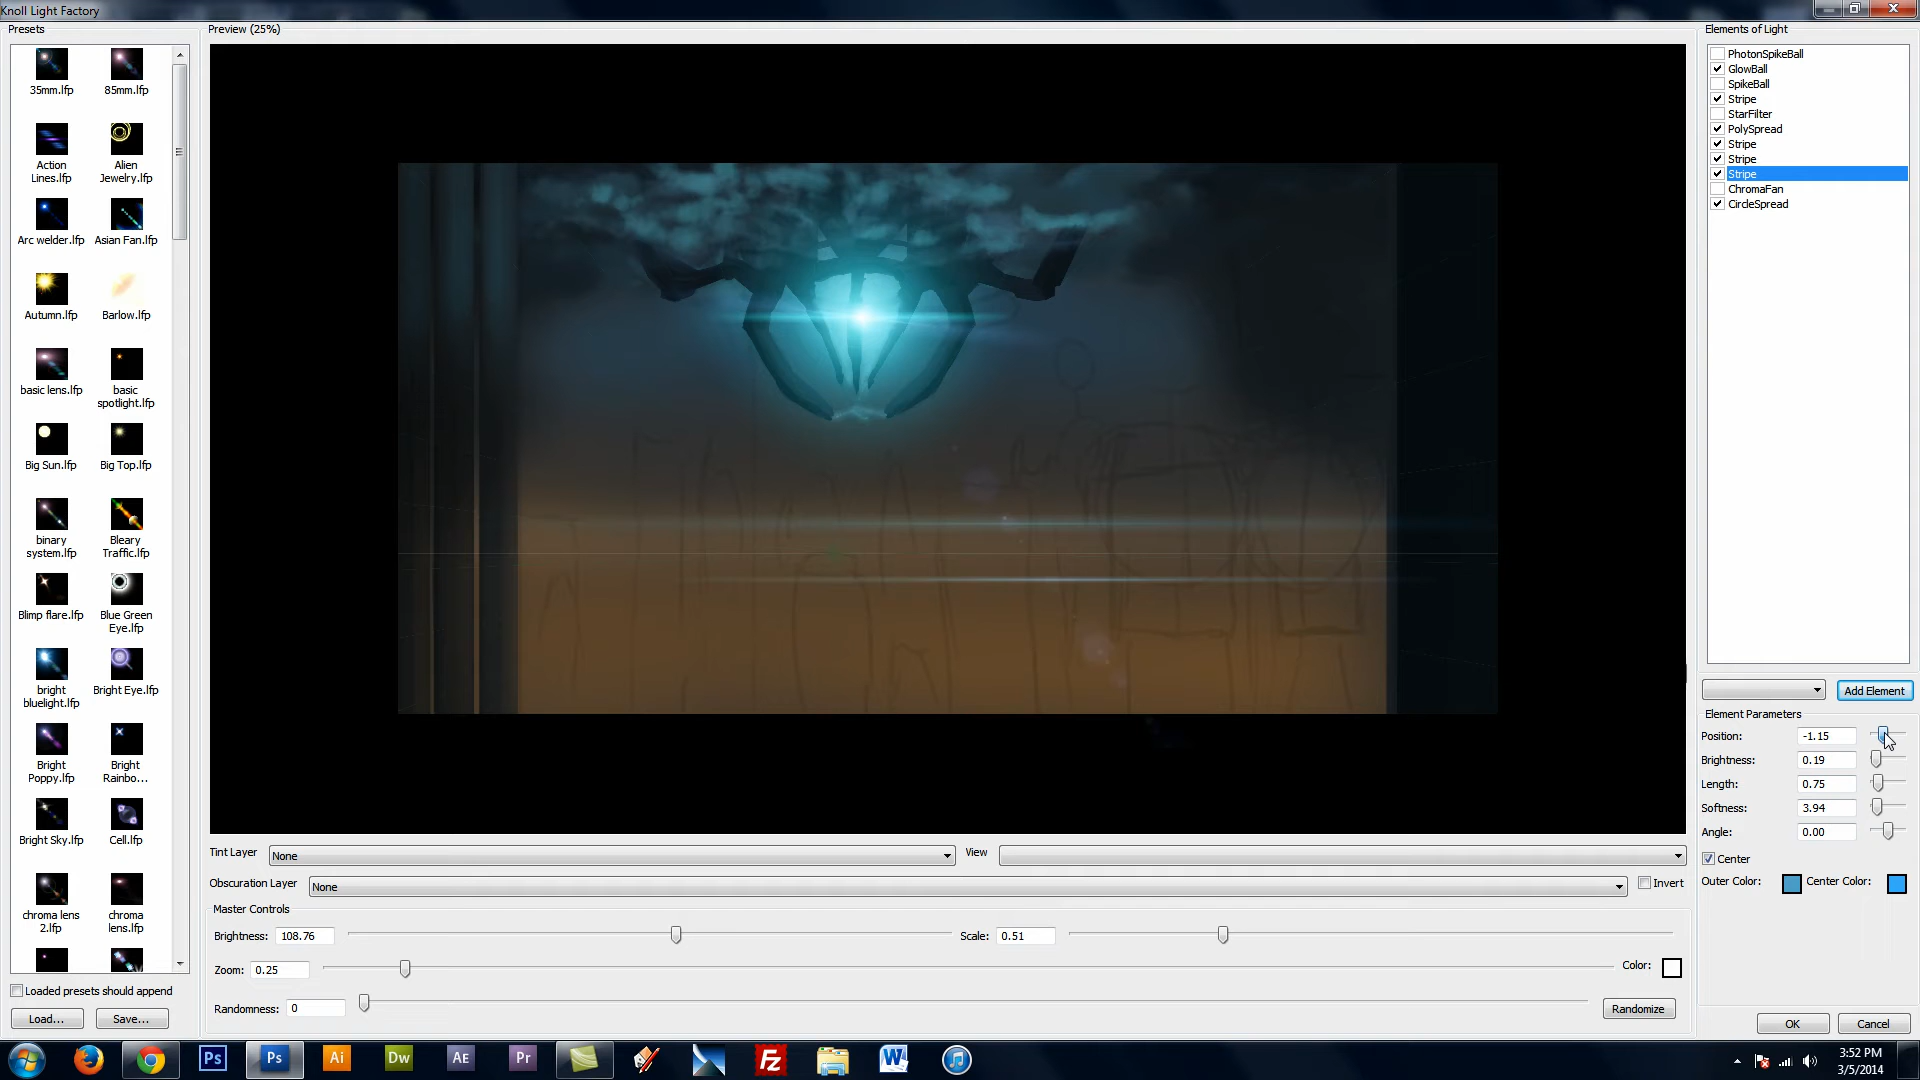 Knoll Light Factory
Presets
35mm.lfp
85mm.lfp
Action
Lines.lfp
Alien
Jewelry.lfp
Arc welder.lfp
Asian Fan.lfp
Autumn.lfp
Barlow.lfp
basic lens.lfp
basic
spotlight.lfp
Big Sun.lfp
Big Top.lfp
binary
system.lfp
Bleary
Traffic.lfp
Blimp flare.lfp
Blue Green
Eye.lfp
bright
bluelight.lfp
Bright Eye.lfp
Bright
Poppy.lfp
Bright
Rainbo...
Bright Sky.lfp
Cell.lfp
chroma lens
2.lfp
chroma
lens.lfp
Loaded presets should append
Load...
Save...
Preview (25%)
Tint Layer
None
View
Obscuration Layer
None
Invert
Master Controls
Brightness: 108.76
Scale: 0.51
Zoom: 0.25
Color:
Randomness: 0
Randomize
Elements of Light
PhotonSpikeBall
GlowBall
SpikeBall
Stripe
StarFilter
PolySpread
Stripe
Stripe
Stripe
ChromaFan
CircleSpread
Add Element
Element Parameters
Position: -1.15
Brightness: 0.19
Length: 0.75
Softness: 3.94
Angle: 0.00
Center
Outer Color:
Center Color:
OK
Cancel
Ps
Ps
Ai
Dw
AE
Pr
Fz
W
3:52 PM
3/5/2014